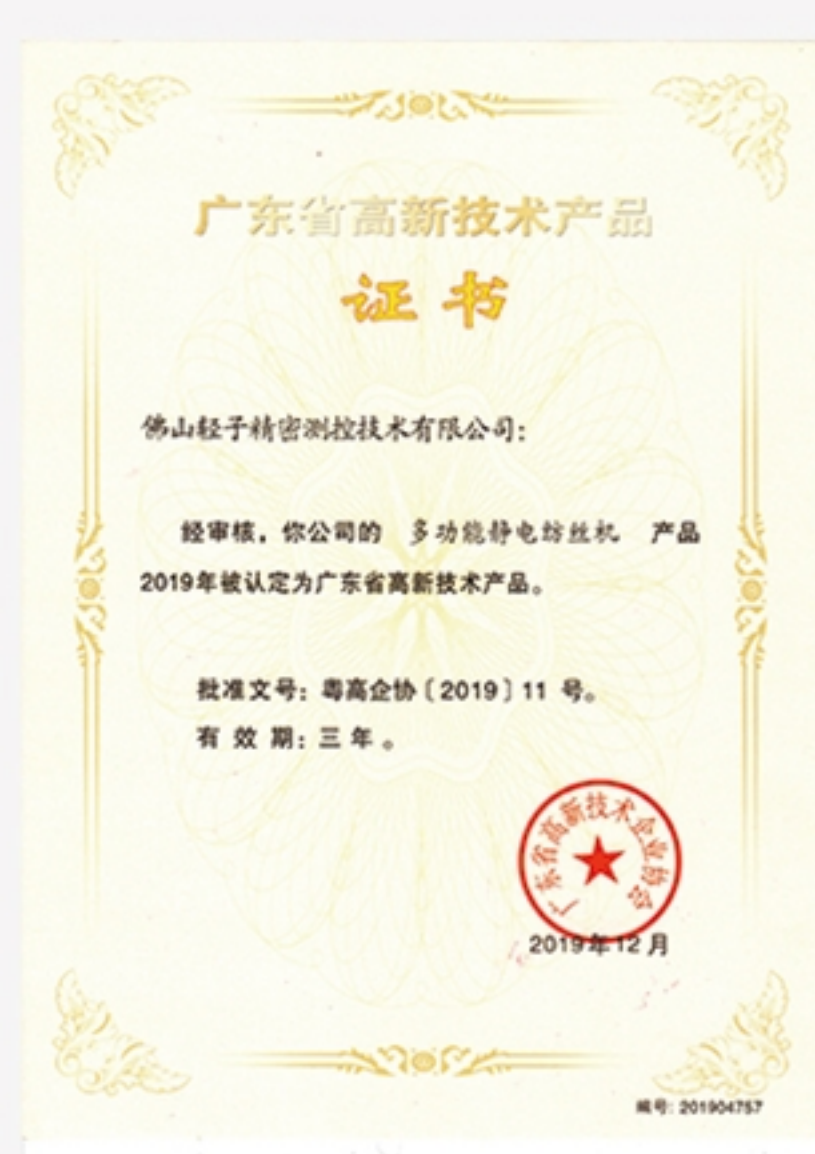 广东省高新技术产品
证书
佛山轻子精密测控技术有限公司:
经审核，你公司的 多功能静电纺丝机 产品
2019年被认定为广东省高新技术产品。
批准文号：粤高企协〔2019〕11 号。
有 效 期：三 年 。
广东省高新技术企业协会
2019年12月
编号: 201904757